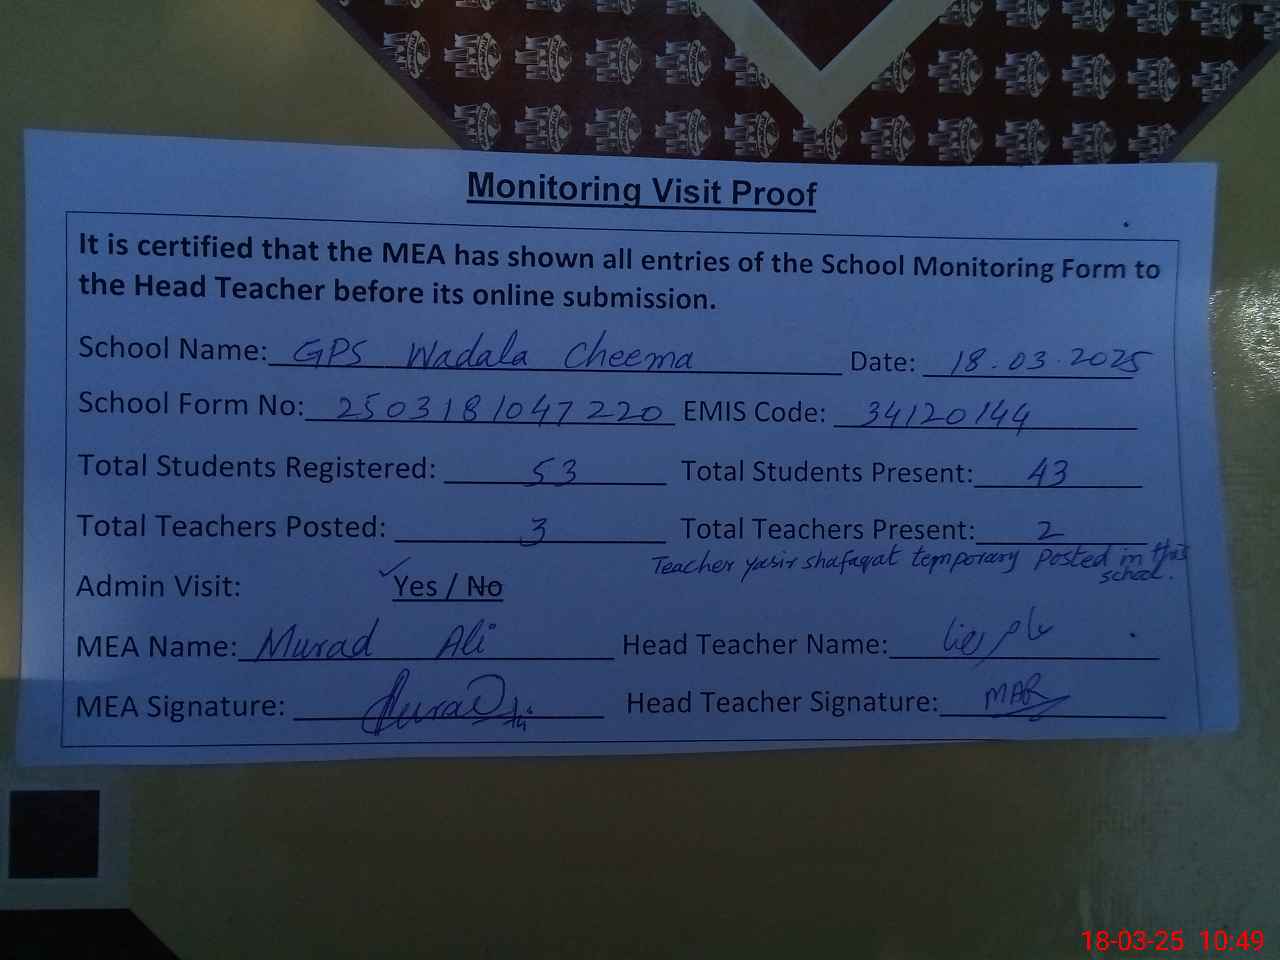 Monitoring Visit Proof
It is certified that the MEA has shown all entries of the School Monitoring Form to
the Head Teacher before its online submission.
School Name: GPS Wadala Cheema Date: 18.03.2025
School Form No: 2503181047220 EMIS Code: 34120144
Total Students Registered: 53 Total Students Present: 43
Total Teachers Posted: 3 Total Teachers Present: 2
Teacher yasir shafaqat temporary Posted in this
school.
Admin Visit: Yes / No
MEA Name: Murad Ali Head Teacher Name:
MEA Signature: Head Teacher Signature: MAR
18-03-25 10:49